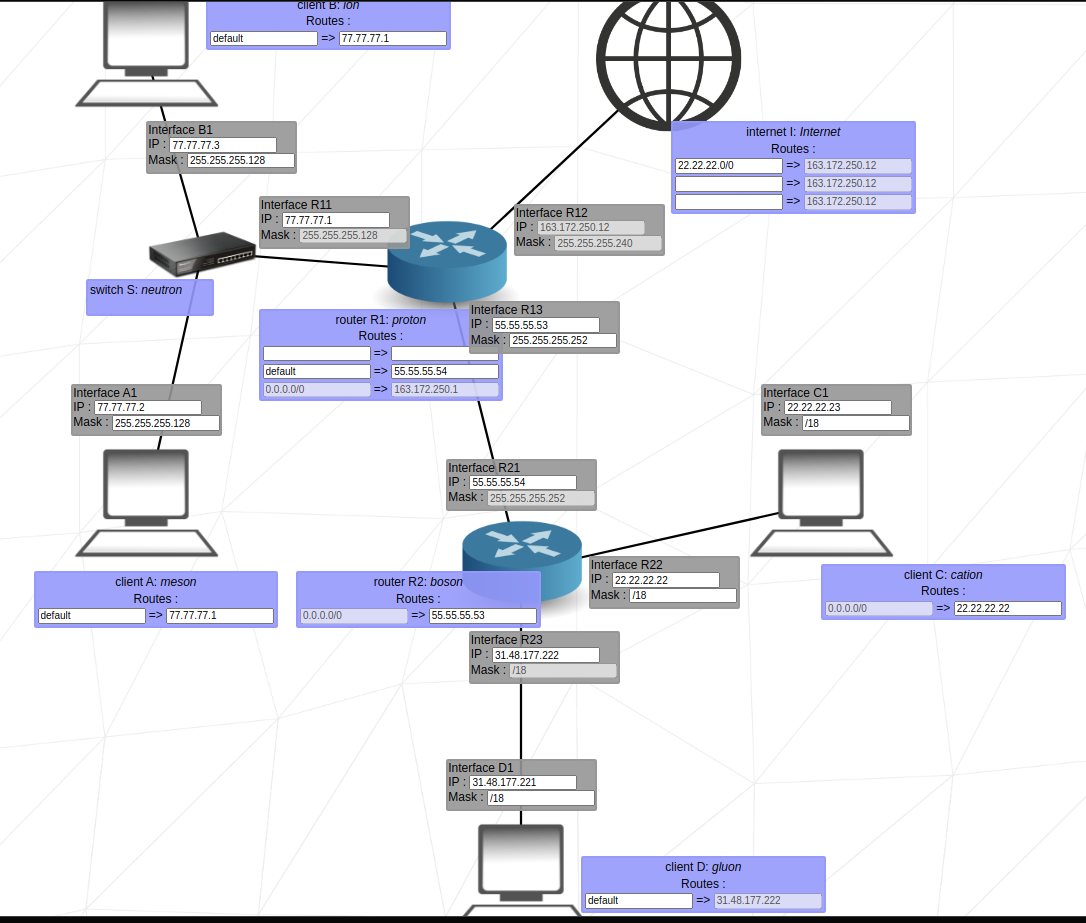 client B: Ion
Routes :
default => 77.77.77.1
Interface B1
IP : 77.77.77.3
Mask : 255.255.255.128
internet I: Internet
Routes :
22.22.22.0/0 => 163.172.250.12
=> 163.172.250.12
=> 163.172.250.12
Interface R11
IP : 77.77.77.1
Mask : 255.255.255.128
Interface R12
IP : 163.172.250.12
Mask : 255.255.255.240
switch S: neutron
Interface R13
IP : 55.55.55.53
Mask : 255.255.255.252
router R1: proton
Routes :
=>
default => 55.55.55.54
0.0.0.0/0 => 163.172.250.1
Interface A1
IP : 77.77.77.2
Mask : 255.255.255.128
Interface C1
IP : 22.22.22.23
Mask : /18
Interface R21
IP : 55.55.55.54
Mask : 255.255.255.252
Interface R22
IP : 22.22.22.22
Mask : /18
client A: meson
Routes :
default => 77.77.77.1
router R2: boson
Routes :
0.0.0.0/0 => 55.55.55.53
client C: cation
Routes :
0.0.0.0/0 => 22.22.22.22
Interface R23
IP : 31.48.177.222
Mask : /18
Interface D1
IP : 31.48.177.221
Mask : /18
client D: gluon
Routes :
default => 31.48.177.222